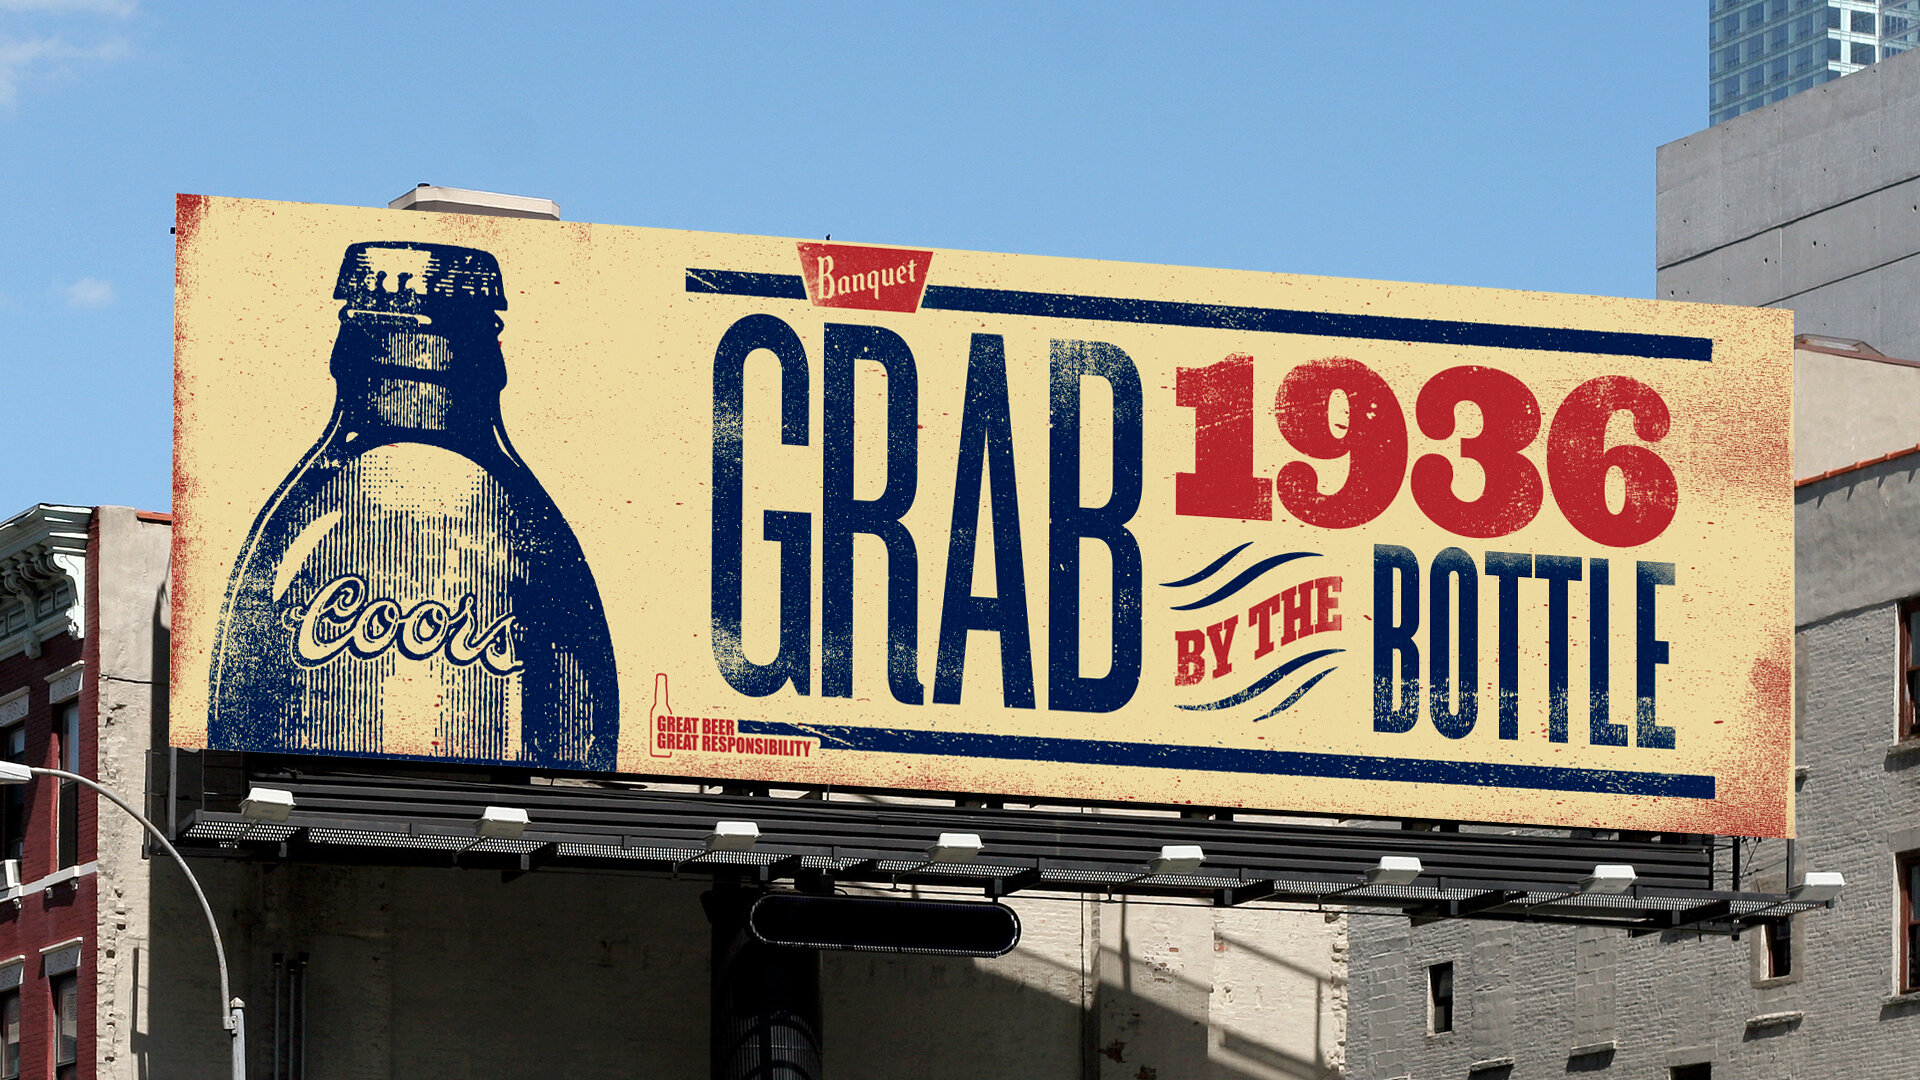 Banquet
GRAB
1936
BY THE
BOTTLE
Coors
GREAT BEER
GREAT RESPONSIBILITY